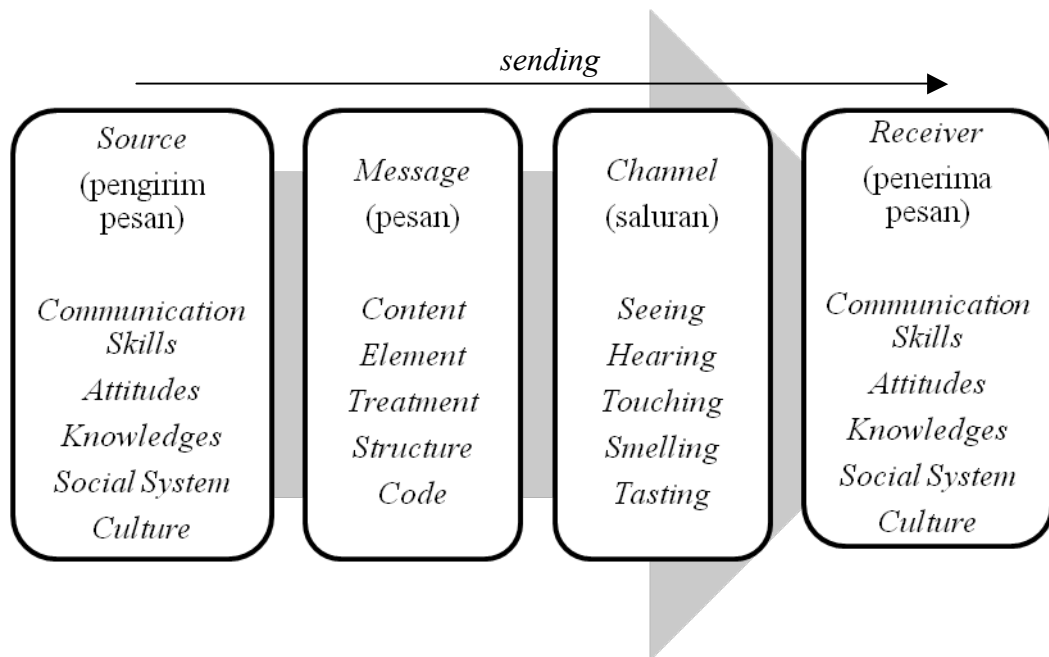 sending
Source
(pengirim
pesan)
Communication
Skills
Attitudes
Knowledges
Social System
Culture
Message
(pesan)
Content
Element
Treatment
Structure
Code
Channel
(saluran)
Seeing
Hearing
Touching
Smelling
Tasting
Receiver
(penerima
pesan)
Communication
Skills
Attitudes
Knowledges
Social System
Culture